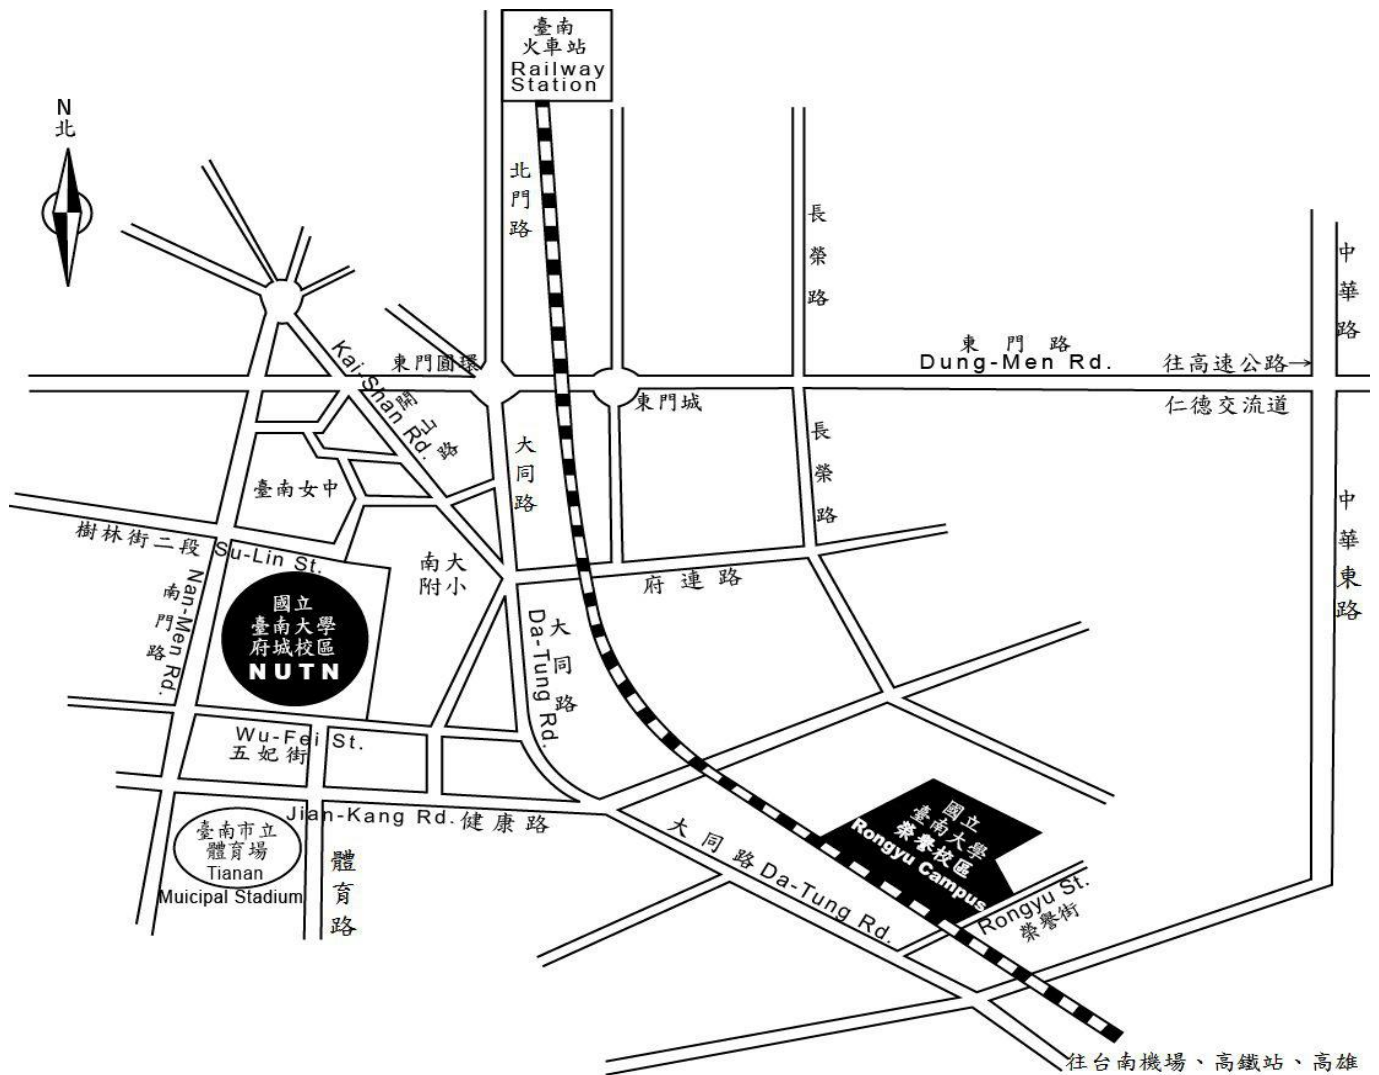 臺南
火車站
Railway
Station
N
北
北門路
長榮路
中華路
東門路
Dung-Men Rd.
往高速公路→
仁德交流道
東門圓環
東門城
Kai-Shan Rd.
開山路
大同路
長榮路
中華東路
臺南女中
樹林街二段
Su-Lin St.
南大
附小
府連路
南門路
Nan-Men Rd.
國立
臺南大學
府城校區
NUTN
Da-Tung Rd.
大同路
Wu-Fei St.
五妃街
Jian-Kang Rd. 健康路
臺南市立
體育場
Tianan
Muicipal Stadium
體育路
大同路 Da-Tung Rd.
國立
臺南大學
榮譽校區
Rongyu Campus
Rongyu St.
榮譽街
往台南機場、高鐵站、高雄